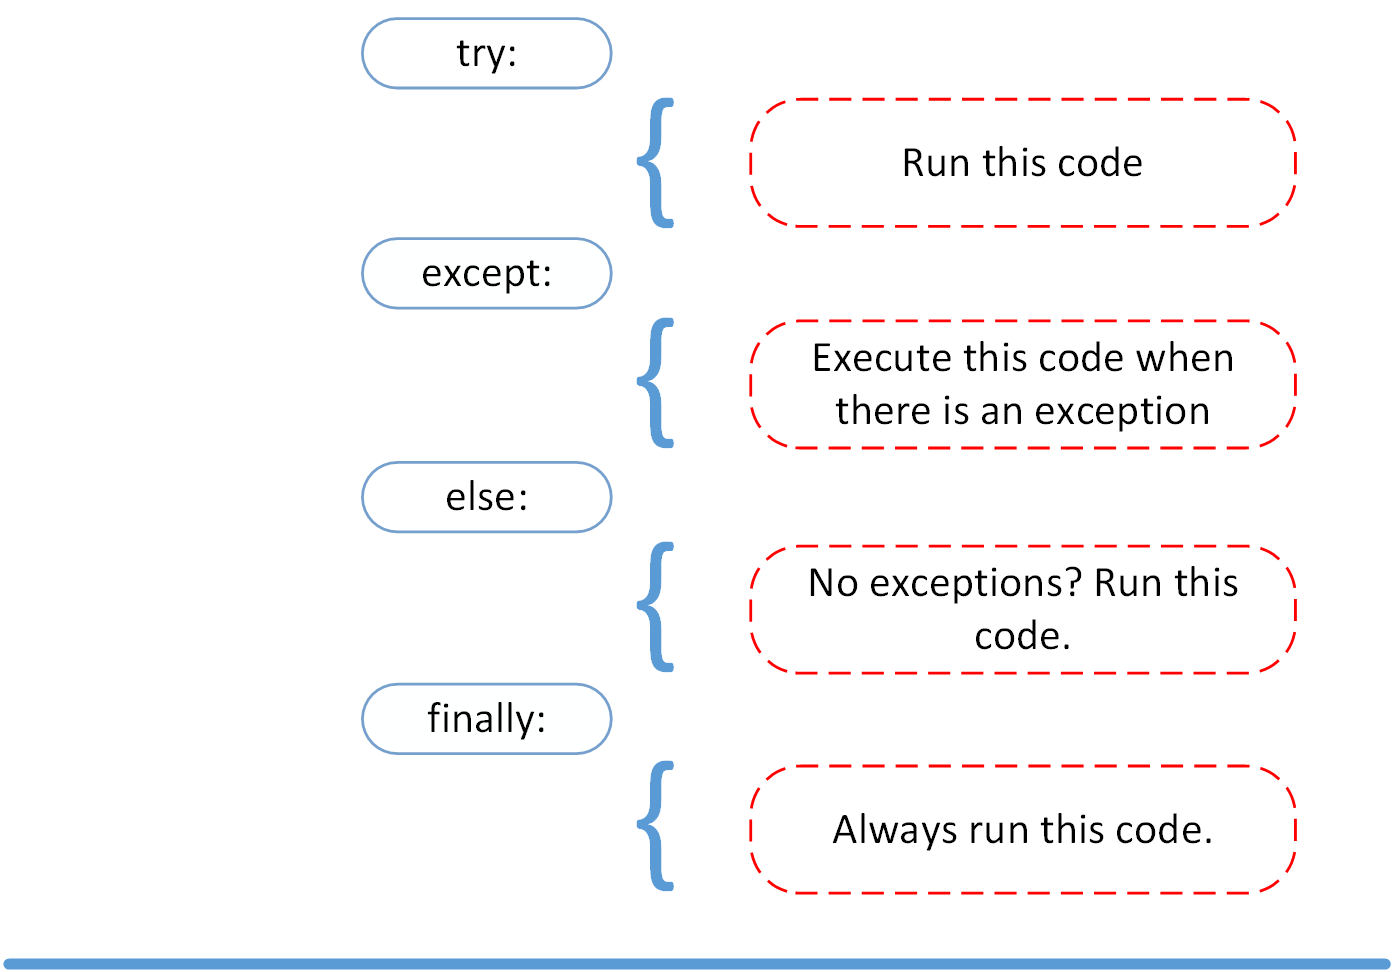 try:
Run this code
except:
Execute this code when
there is an exception
else:
No exceptions? Run this
code.
finally:
Always run this code.